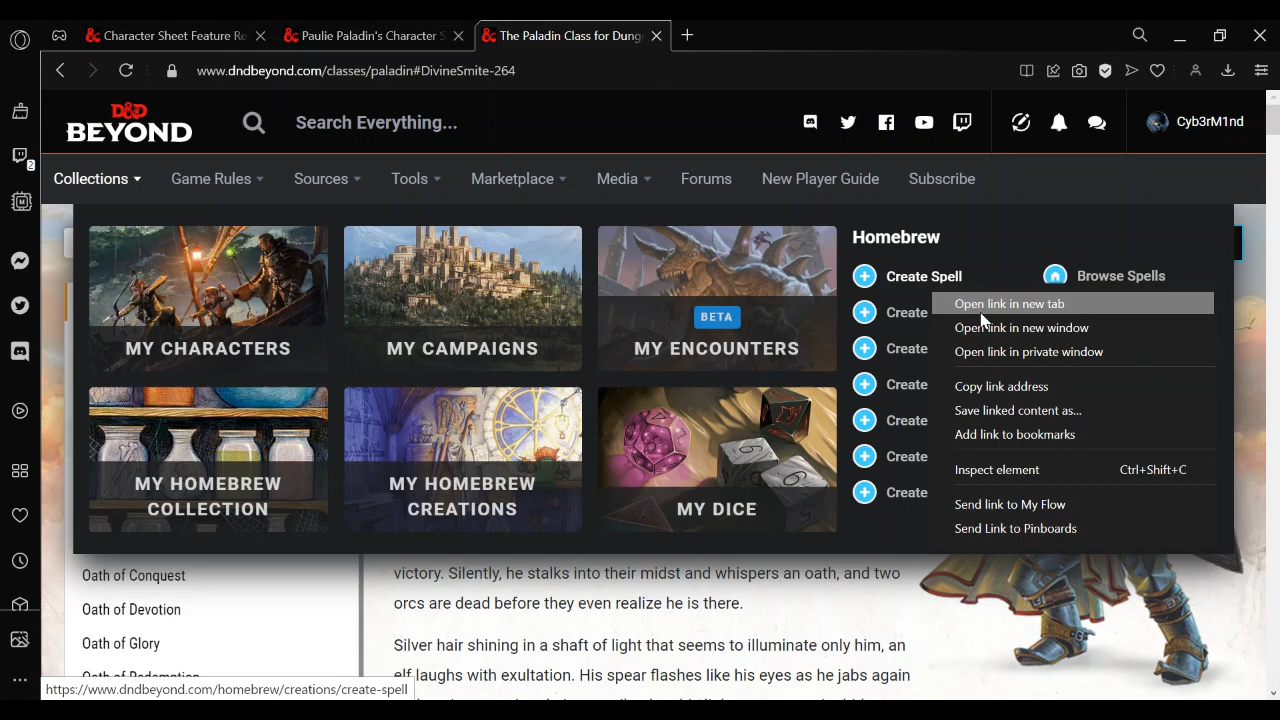 Character Sheet Feature Re
Paulie Paladin's Character S
The Paladin Class for Dung
www.dndbeyond.com/classes/paladin#DivineSmite-264
D&D
BEYOND
Search Everything...
Cyb3rM1nd
2
Collections
Game Rules
Sources
Tools
Marketplace
Media
Forums
New Player Guide
Subscribe
MY CHARACTERS
MY CAMPAIGNS
BETA
MY ENCOUNTERS
MY HOMEBREW
COLLECTION
MY HOMEBREW
CREATIONS
MY DICE
Homebrew
Create Spell
Browse Spells
Create
Create
Create
Create
Create
Create
Open link in new tab
Open link in new window
Open link in private window
Copy link address
Save linked content as...
Add link to bookmarks
Inspect element Ctrl+Shift+C
Send link to My Flow
Send Link to Pinboards
Oath of Conquest
Oath of Devotion
Oath of Glory
Oath of Redemption
victory. Silently, he stalks into their midst and whispers an oath, and two
orcs are dead before they even realize he is there.
Silver hair shining in a shaft of light that seems to illuminate only him, an
elf laughs with exultation. His spear flashes like his eyes as he jabs again
https://www.dndbeyond.com/homebrew/creations/create-spell